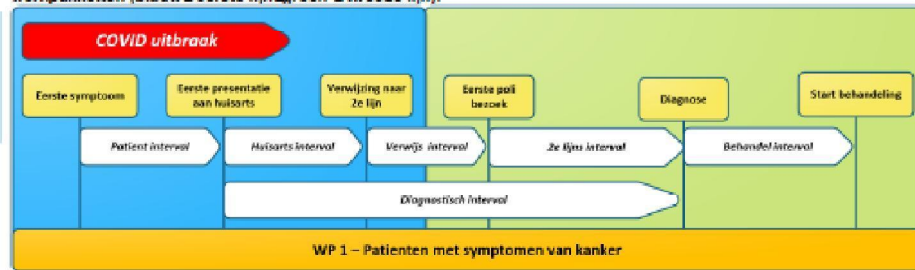 COVID uitbraak
Eerste symptoom
Eerste presentatie
aan huisarts
Verwijzing naar
2e lijn
Eerste poli
bezoek
Diagnose
Start behandeling
Patient interval
Huisarts interval
Verwijs interval
2e lijns interval
Behandel interval
Diagnostisch interval
WP 1 – Patienten met symptomen van kanker